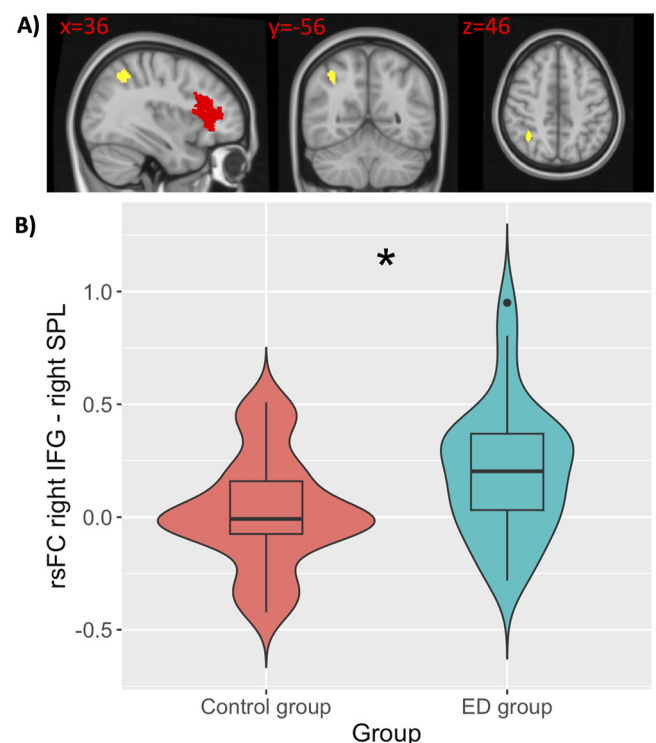 A)
x=36
y=-56
z=46
B)
*
rsFC right IFG - right SPL
1.0
0.5
0.0
-0.5
Control group
ED group
Group